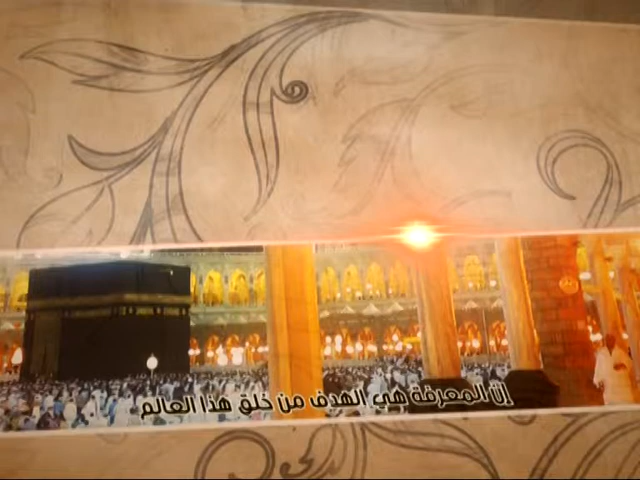 إن المعرفة هي الهدف من خلق هذا العالم